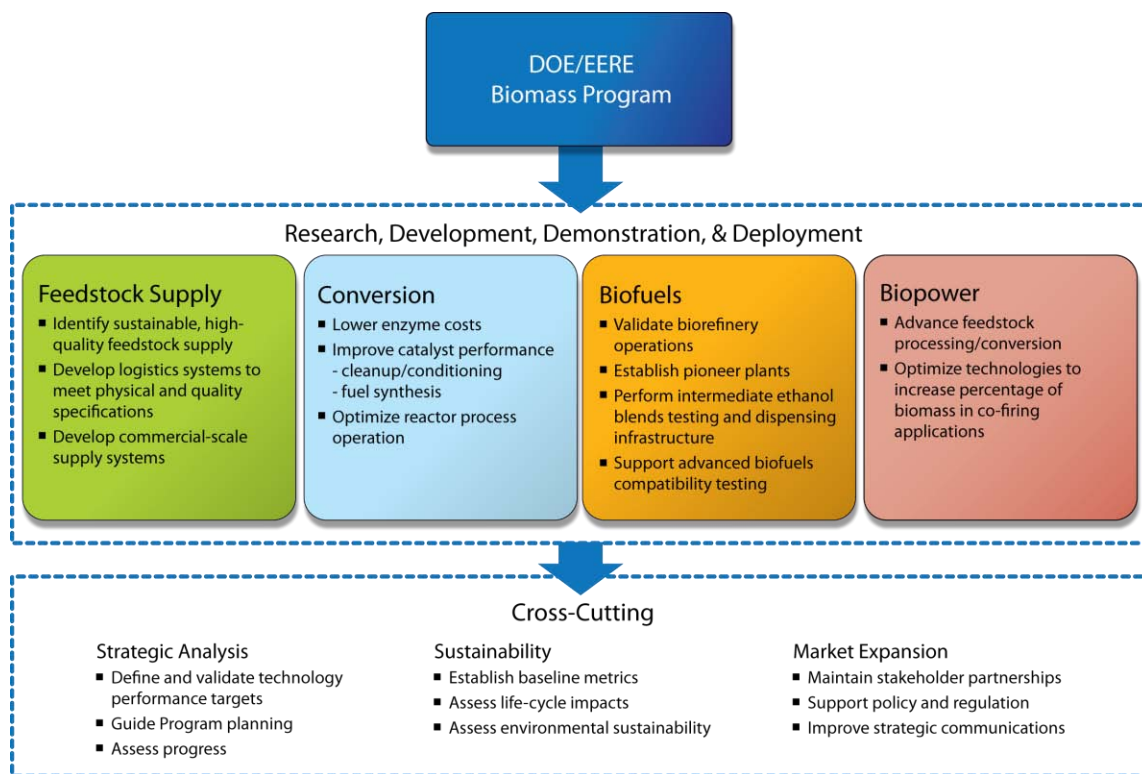 DOE/EERE
Biomass Program
Research, Development, Demonstration, & Deployment
Feedstock Supply
▪ Identify sustainable, high-
quality feedstock supply
▪ Develop logistics systems to
meet physical and quality
specifications
▪ Develop commercial-scale
supply systems
Conversion
▪ Lower enzyme costs
▪ Improve catalyst performance
- cleanup/conditioning
- fuel synthesis
▪ Optimize reactor process
operation
Biofuels
▪ Validate biorefinery
operations
▪ Establish pioneer plants
▪ Perform intermediate ethanol
blends testing and dispensing
infrastructure
▪ Support advanced biofuels
compatibility testing
Biopower
▪ Advance feedstock
processing/conversion
▪ Optimize technologies to
increase percentage of
biomass in co-firing
applications
Cross-Cutting
Strategic Analysis
▪ Define and validate technology
performance targets
▪ Guide Program planning
▪ Assess progress
Sustainability
▪ Establish baseline metrics
▪ Assess life-cycle impacts
▪ Assess environmental sustainability
Market Expansion
▪ Maintain stakeholder partnerships
▪ Support policy and regulation
▪ Improve strategic communications